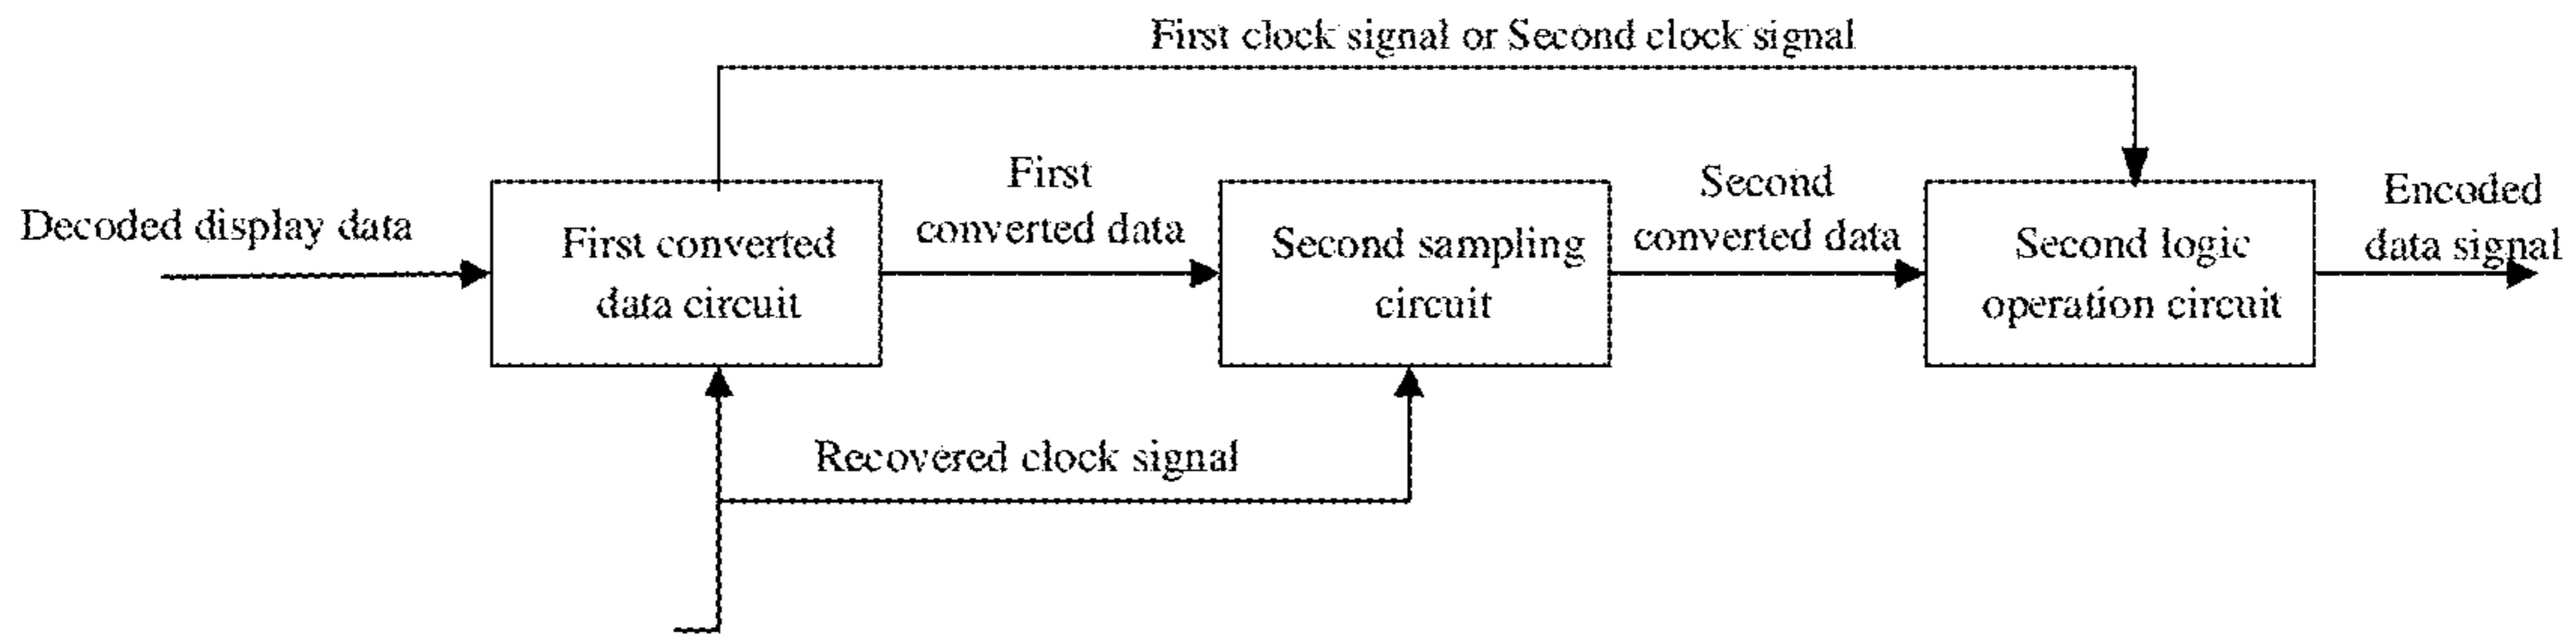 First clock signal or Second clock signal
Decoded display data
First converted
data circuit
First
converted data
Second sampling
circuit
Second
converted data
Second logic
operation circuit
Encoded
data signal
Recovered clock signal